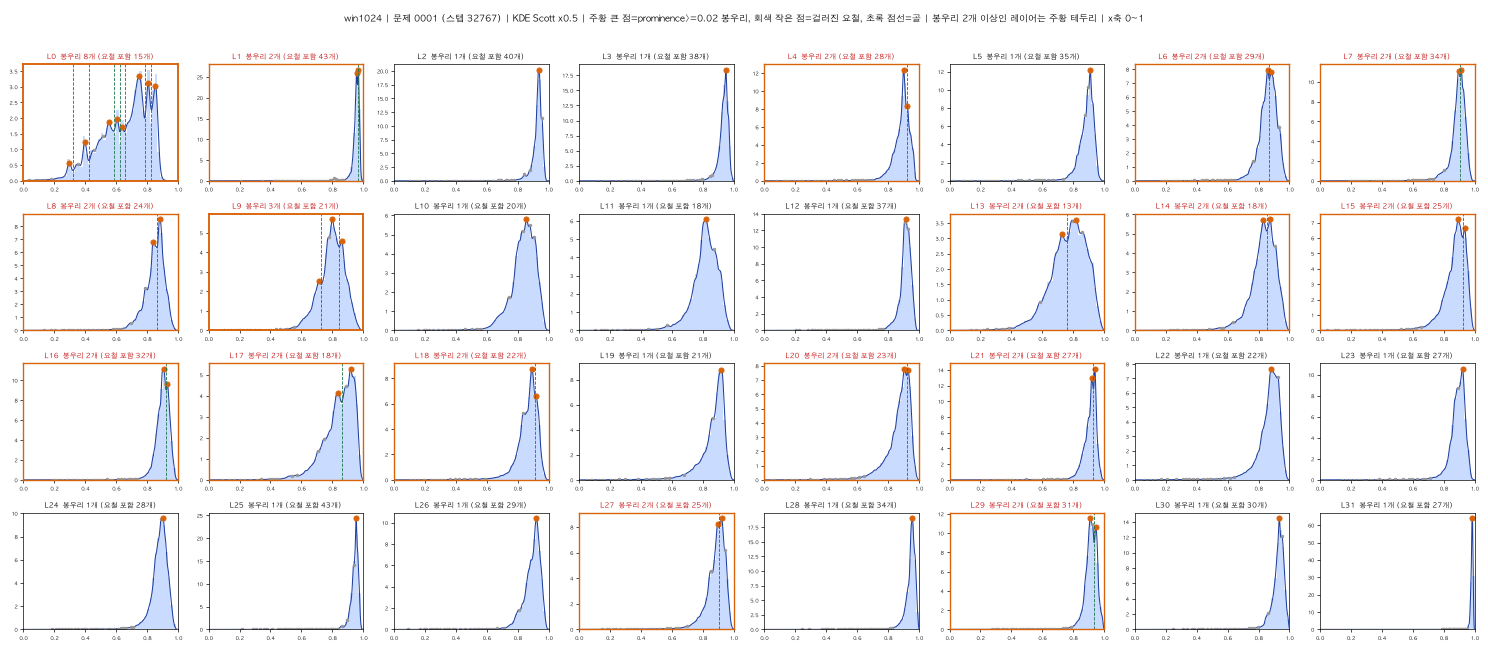 win1024 | 문제 0001 (스텝 32767) | KDE Scott x0.5 | 주황 큰 점=prominence>=0.02 봉우리, 회색 작은 점=걸러진 요철, 초록 점선=골 | 봉우리 2개 이상인 레이어는 주황 테두리 | x축 0~1
L0 봉우리 8개 (요철 포함 15개)
L1 봉우리 2개 (요철 포함 43개)
L2 봉우리 1개 (요철 포함 40개)
L3 봉우리 1개 (요철 포함 38개)
L4 봉우리 2개 (요철 포함 28개)
L5 봉우리 1개 (요철 포함 35개)
L6 봉우리 2개 (요철 포함 29개)
L7 봉우리 2개 (요철 포함 34개)
L8 봉우리 2개 (요철 포함 24개)
L9 봉우리 3개 (요철 포함 21개)
L10 봉우리 1개 (요철 포함 20개)
L11 봉우리 1개 (요철 포함 18개)
L12 봉우리 1개 (요철 포함 37개)
L13 봉우리 2개 (요철 포함 13개)
L14 봉우리 2개 (요철 포함 18개)
L15 봉우리 2개 (요철 포함 25개)
L16 봉우리 2개 (요철 포함 32개)
L17 봉우리 2개 (요철 포함 18개)
L18 봉우리 2개 (요철 포함 22개)
L19 봉우리 1개 (요철 포함 21개)
L20 봉우리 2개 (요철 포함 23개)
L21 봉우리 2개 (요철 포함 27개)
L22 봉우리 1개 (요철 포함 22개)
L23 봉우리 1개 (요철 포함 27개)
L24 봉우리 1개 (요철 포함 28개)
L25 봉우리 1개 (요철 포함 43개)
L26 봉우리 1개 (요철 포함 29개)
L27 봉우리 2개 (요철 포함 25개)
L28 봉우리 1개 (요철 포함 34개)
L29 봉우리 2개 (요철 포함 31개)
L30 봉우리 1개 (요철 포함 30개)
L31 봉우리 1개 (요철 포함 27개)